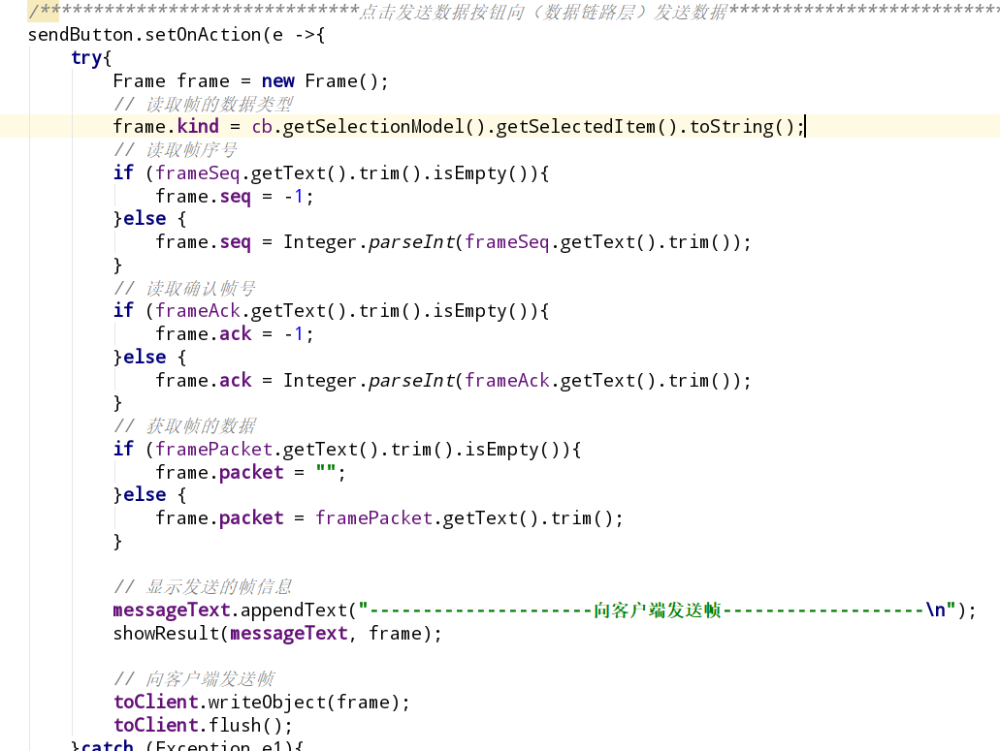 /******************************点击发送数据按钮向（数据链路层）发送数据**************************
sendButton.setOnAction(e ->{
try{
Frame frame = new Frame();
// 读取帧的数据类型
frame.kind = cb.getSelectionModel().getSelectedItem().toString();
// 读取帧序号
if (frameSeq.getText().trim().isEmpty()){
frame.seq = -1;
}else {
frame.seq = Integer.parseInt(frameSeq.getText().trim());
}
// 读取确认帧号
if (frameAck.getText().trim().isEmpty()){
frame.ack = -1;
}else {
frame.ack = Integer.parseInt(frameAck.getText().trim());
}
// 获取帧的数据
if (framePacket.getText().trim().isEmpty()){
frame.packet = "";
}else {
frame.packet = framePacket.getText().trim();
}
// 显示发送的帧信息
messageText.appendText("---------------------向客户端发送帧-------------------\n");
showResult(messageText, frame);
// 向客户端发送帧
toClient.writeObject(frame);
toClient.flush();
}catch (Exception e1){